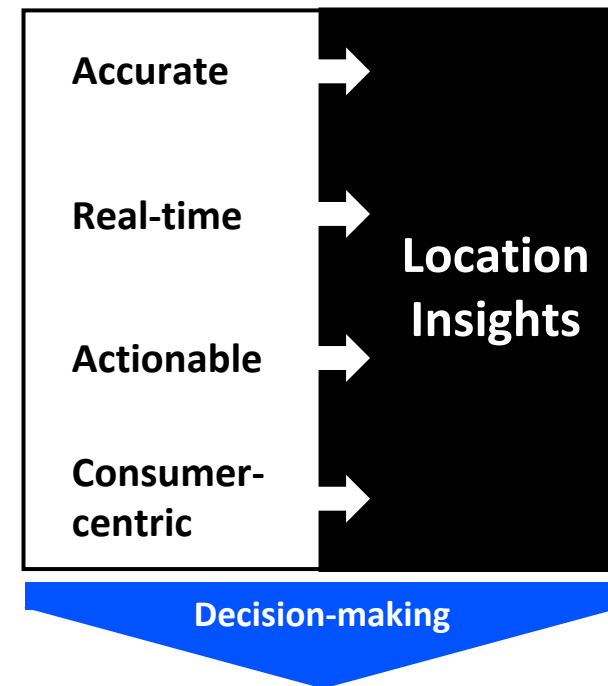 Accurate
Real-time
Actionable
Consumer-
centric
Location
Insights
Decision-making